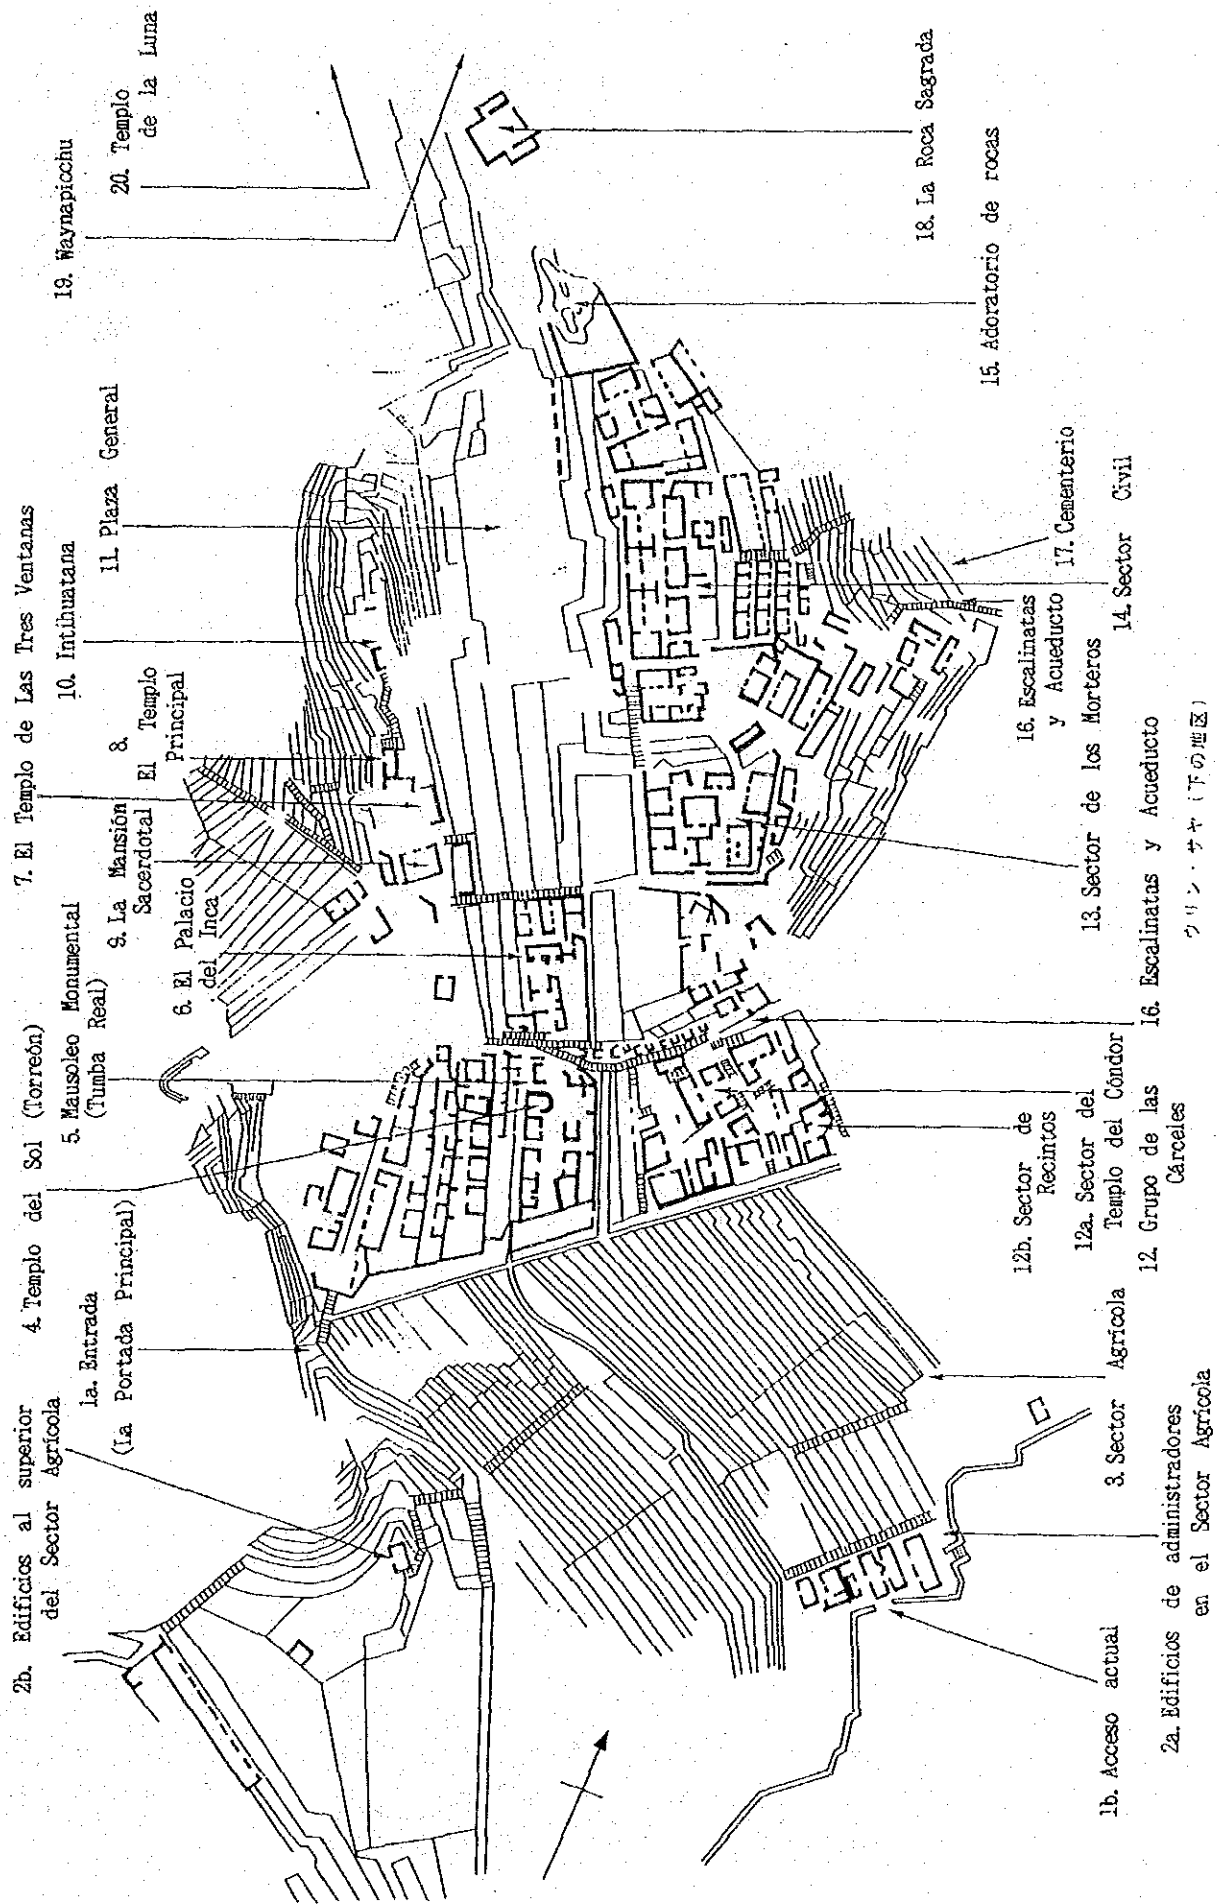 2b. Edificios al superior
del Sector Agrícola
1a. Entrada
(La Portada Principal)
4. Templo del Sol (Torreón)
5. Mausoleo Monumental
(Tumba Real)
6. El Palacio
del Inca
9. La Mansión
Sacerdotal
8.
El Templo
Principal
7. El Templo de Las Tres Ventanas
10. Intihuatana
11. Plaza General
19. Waynapicchu
20. Templo
de la Luna
18. La Roca Sagrada
15. Adoratorio de rocas
17. Cementerio
14. Sector Civil
16. Escalinatas
y
Acueducto
13. Sector de los Morteros
16. Escalinatas y Acueducto
ウリン・サヤ（下の地区）
12b. Sector de
Recintos
12a. Sector del
Templo del Cóndor
12. Grupo de las
Cárceles
3. Sector Agrícola
2a. Edificios de administradores
en el Sector Agrícola
1b. Acceso actual